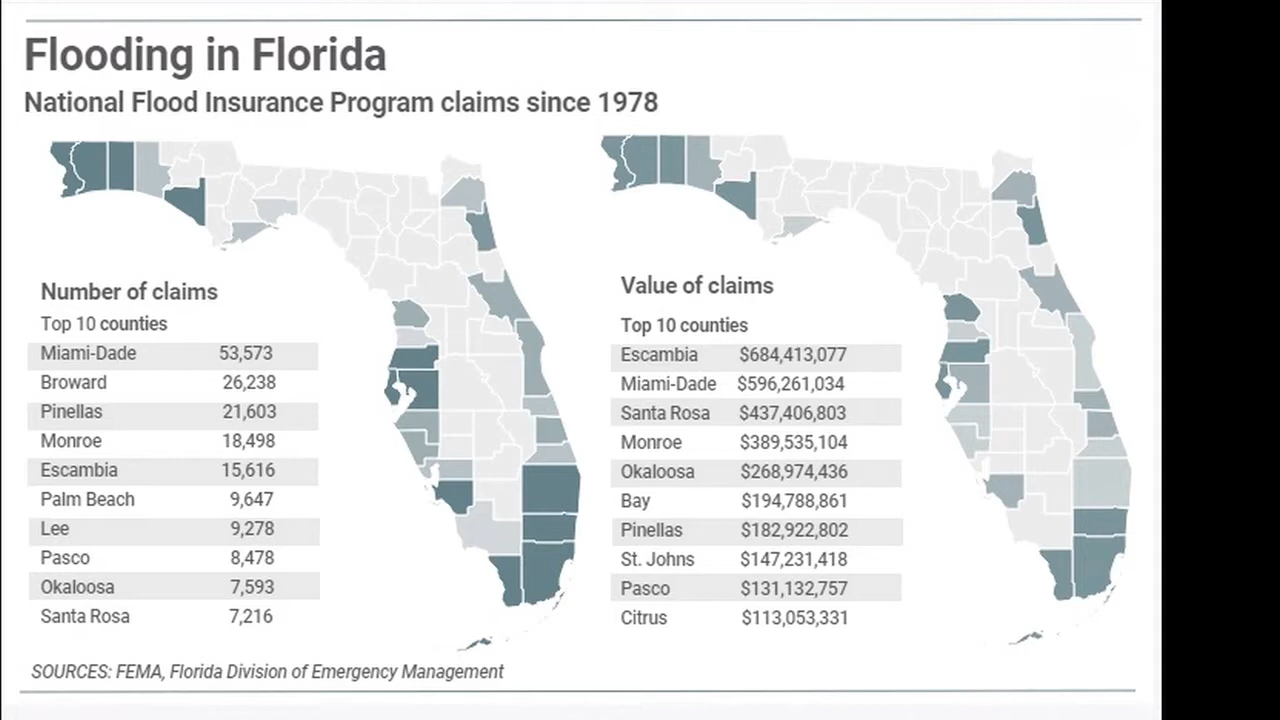 Flooding in Florida
National Flood Insurance Program claims since 1978
Number of claims
Top 10 counties
Miami-Dade 53,573
Broward 26,238
Pinellas 21,603
Monroe 18,498
Escambia 15,616
Palm Beach 9,647
Lee 9,278
Pasco 8,478
Okaloosa 7,593
Santa Rosa 7,216
Value of claims
Top 10 counties
Escambia $684,413,077
Miami-Dade $596,261,034
Santa Rosa $437,406,803
Monroe $389,535,104
Okaloosa $268,974,436
Bay $194,788,861
Pinellas $182,922,802
St. Johns $147,231,418
Pasco $131,132,757
Citrus $113,053,331
SOURCES: FEMA, Florida Division of Emergency Management